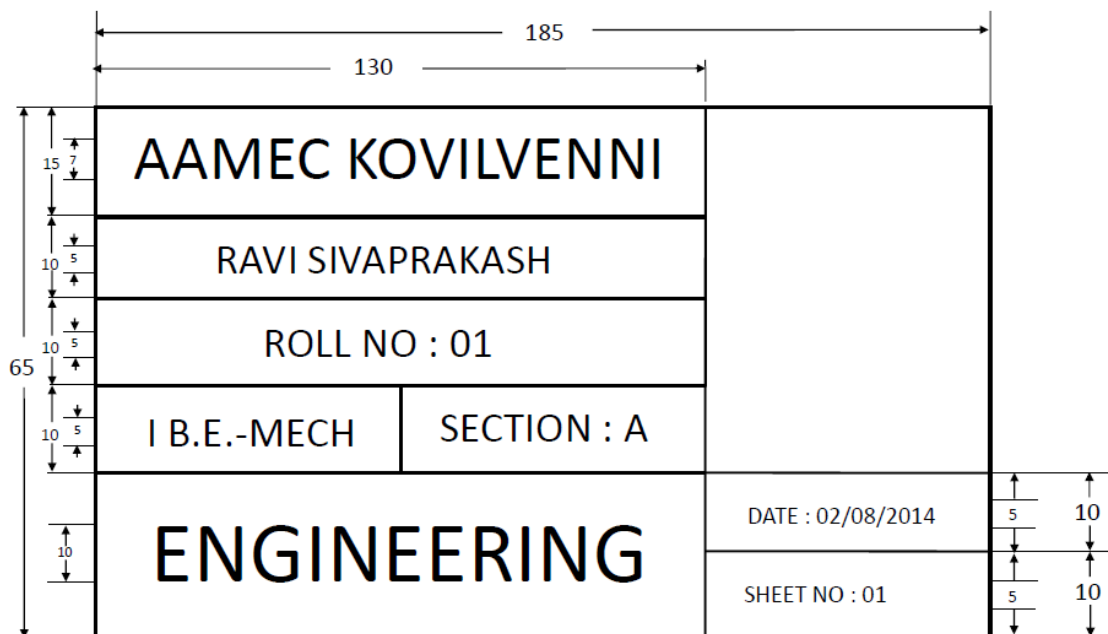 185
130
AAMEC KOVILVENNI
15
7
RAVI SIVAPRAKASH
10
5
ROLL NO : 01
10
5
65
I B.E.-MECH
SECTION : A
10
5
ENGINEERING
10
DATE : 02/08/2014
5
10
SHEET NO : 01
5
10